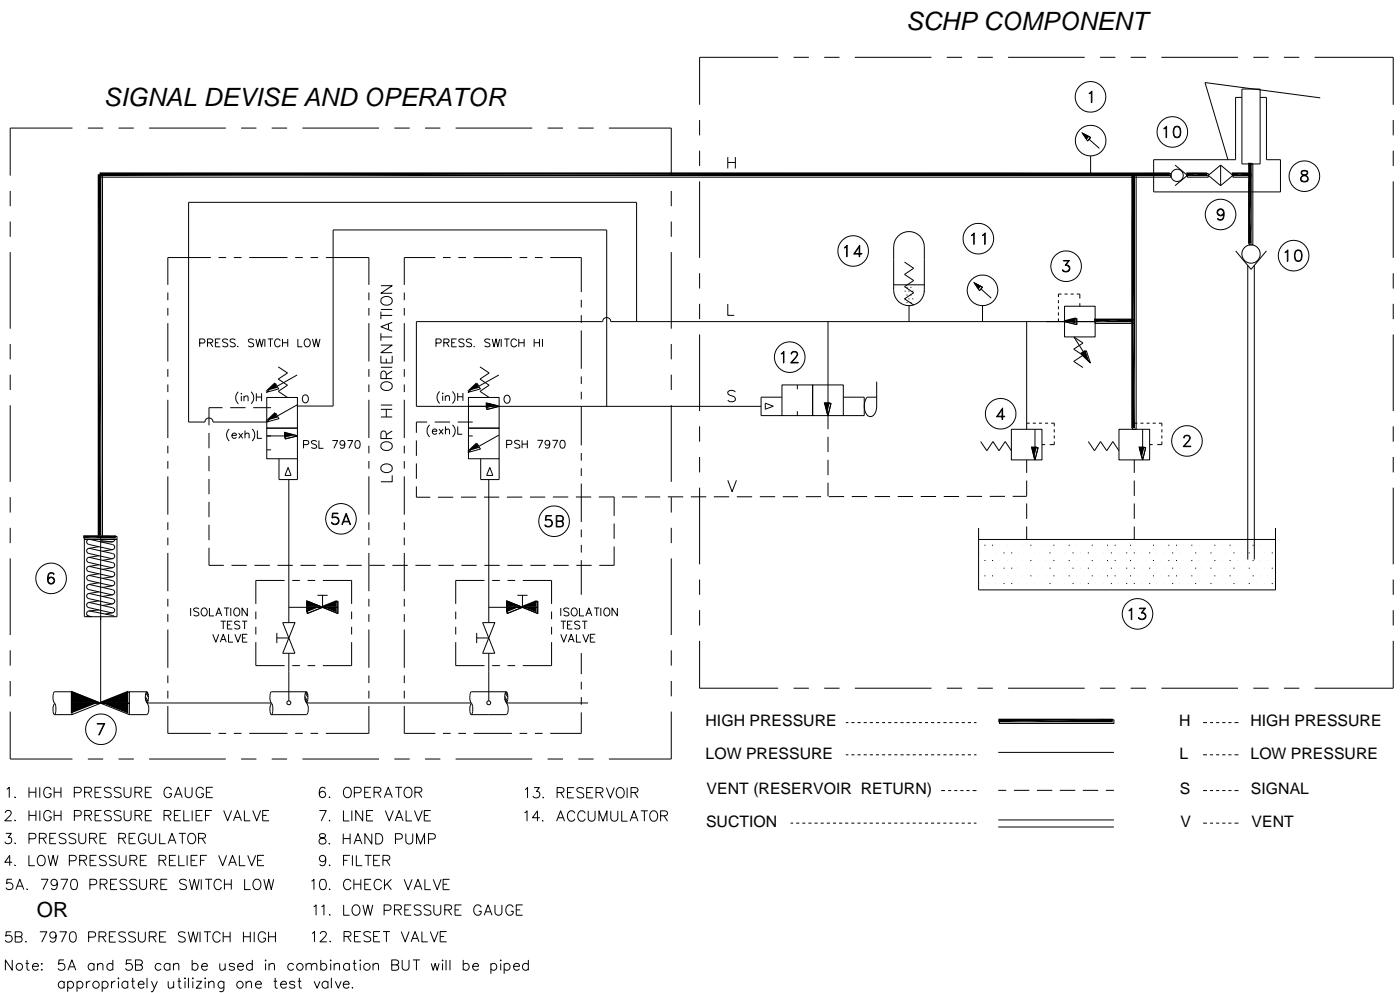 SCHP COMPONENT
SIGNAL DEVISE AND OPERATOR
1
10
H
8
9
14
11
10
3
L
LO OR HI ORIENTATION
PRESS. SWITCH LOW
PRESS. SWITCH HI
12
(in)H
O
(in)H
O
S
4
(exh)L
PSL 7970
(exh)L
PSH 7970
2
V
5A
5B
6
ISOLATION
TEST
VALVE
ISOLATION
TEST
VALVE
13
7
HIGH PRESSURE
H ----- HIGH PRESSURE
LOW PRESSURE
L ----- LOW PRESSURE
VENT (RESERVOIR RETURN)
S ----- SIGNAL
SUCTION
V ----- VENT
1. HIGH PRESSURE GAUGE
2. HIGH PRESSURE RELIEF VALVE
3. PRESSURE REGULATOR
4. LOW PRESSURE RELIEF VALVE
5A. 7970 PRESSURE SWITCH LOW
OR
5B. 7970 PRESSURE SWITCH HIGH
6. OPERATOR
7. LINE VALVE
8. HAND PUMP
9. FILTER
10. CHECK VALVE
11. LOW PRESSURE GAUGE
12. RESET VALVE
13. RESERVOIR
14. ACCUMULATOR
Note: 5A and 5B can be used in combination BUT will be piped
appropriately utilizing one test valve.